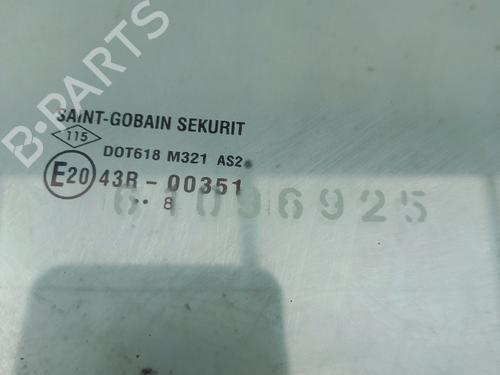 B-PARTS
SAINT-GOBAIN SEKURIT
115
DOT618 M321 AS2
E20 43R - 00351
61096925
•• 8